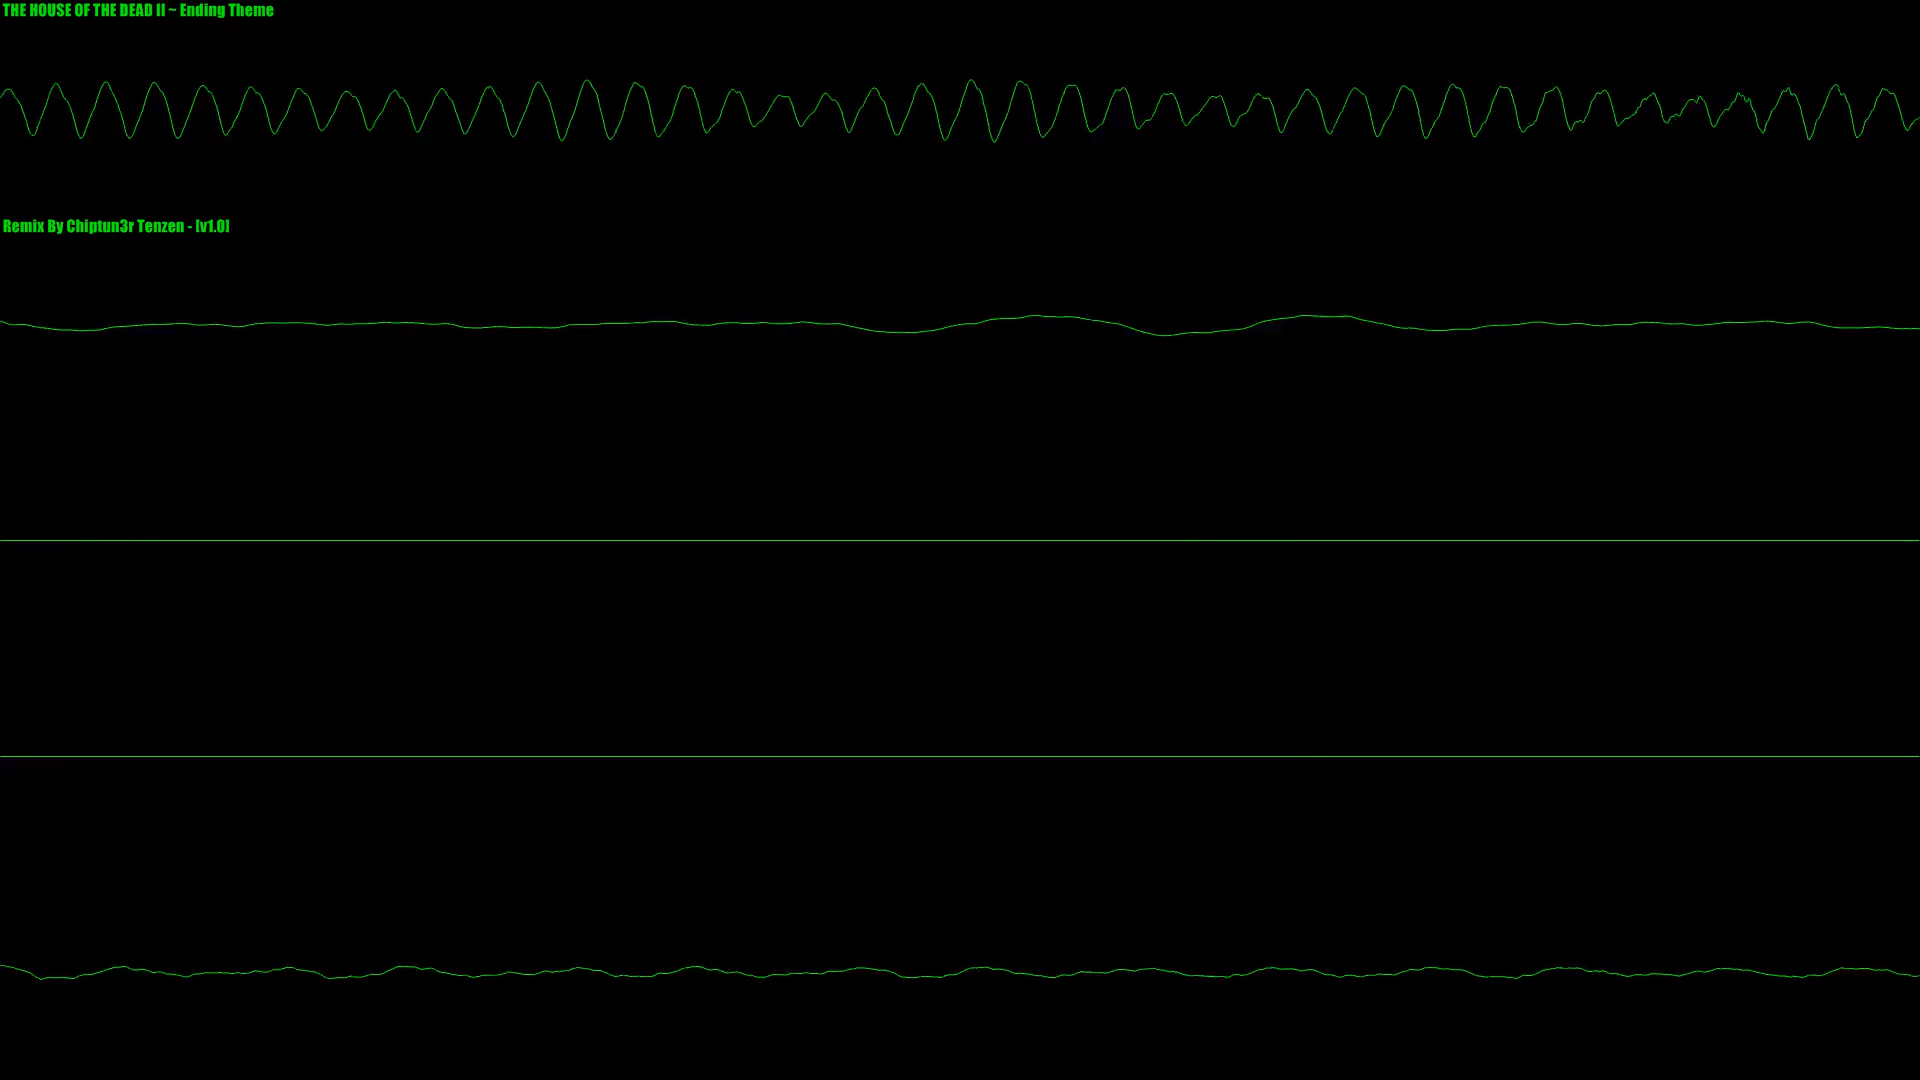 THE HOUSE OF THE DEAD II ~ Ending Theme
Remix By Chiptun3r Tenzen - [v1.0]